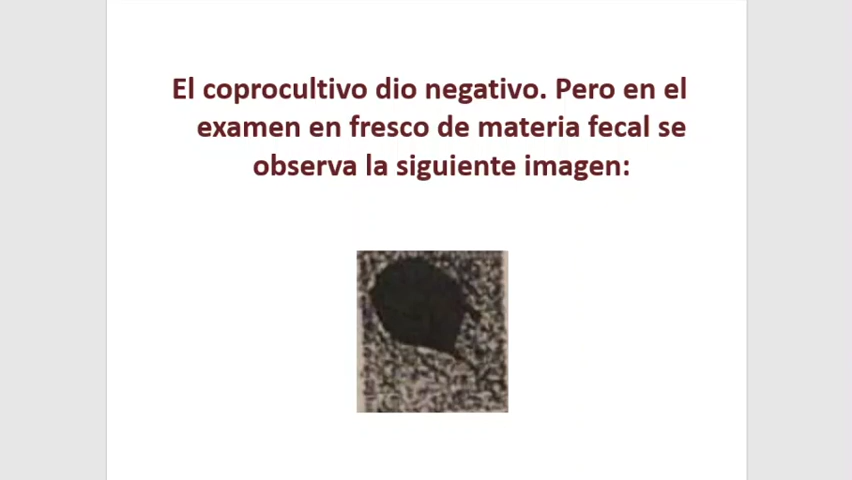 El coprocultivo dio negativo. Pero en el
examen en fresco de materia fecal se
observa la siguiente imagen: